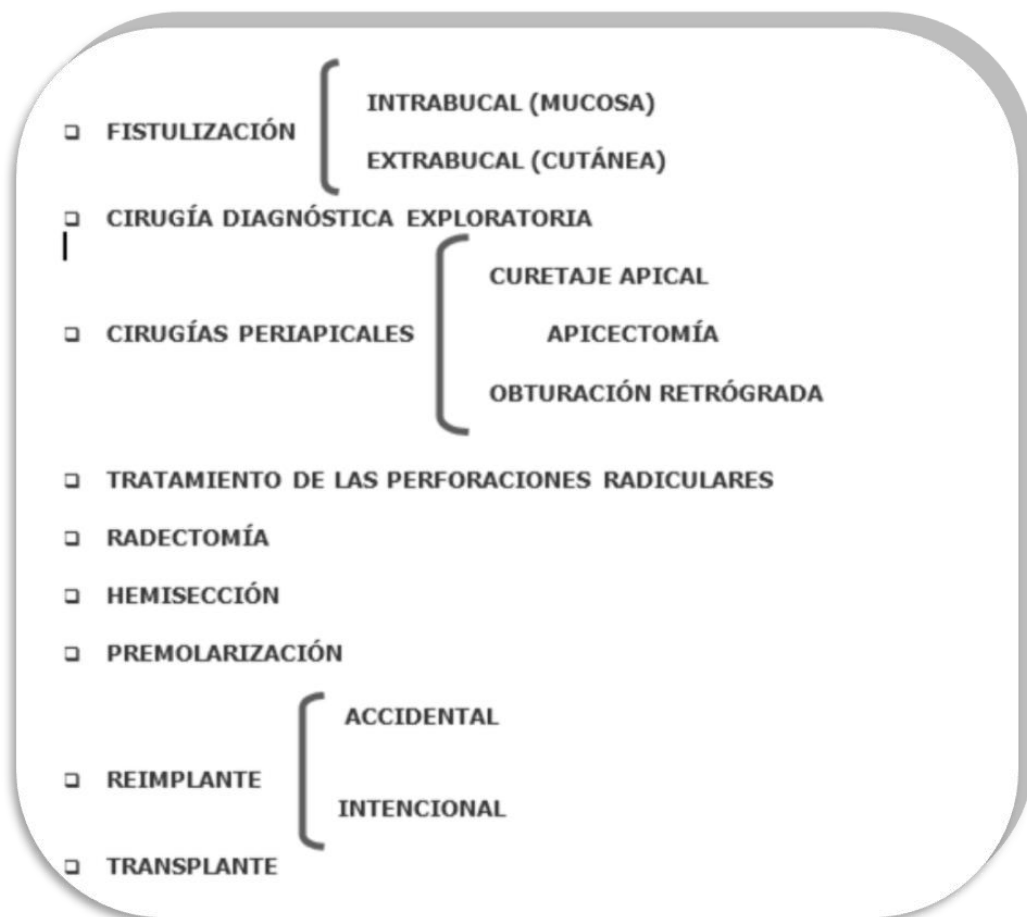 INTRABUCAL (MUCOSA)
FISTULIZACIÓN
EXTRABUCAL (CUTÁNEA)
CIRUGÍA DIAGNÓSTICA EXPLORATORIA
CURETAJE APICAL
CIRUGÍAS PERIAPICALES
APICECTOMÍA
OBTURACIÓN RETRÓGRADA
TRATAMIENTO DE LAS PERFORACIONES RADICULARES
RADECTOMÍA
HEMISECCIÓN
PREMOLARIZACIÓN
ACCIDENTAL
REIMPLANTE
INTENCIONAL
TRANSPLANTE